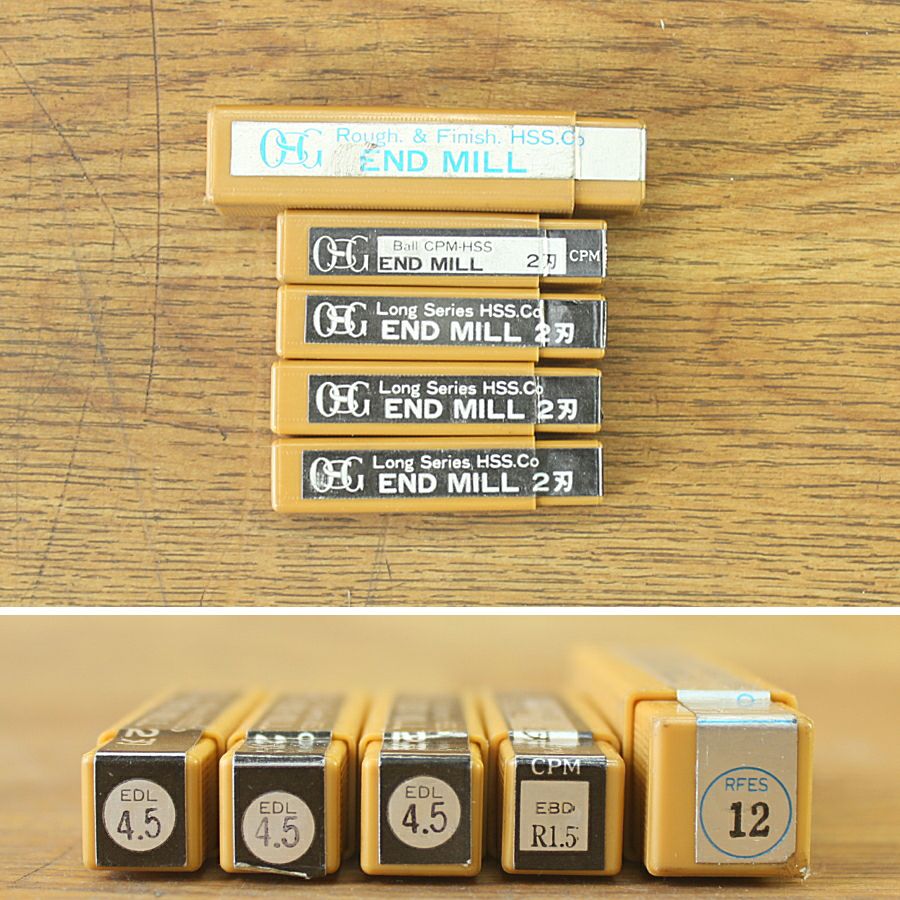 OSG Rough. & Finish. HSS.Co
END MILL
OSG Ball CPM-HSS
END MILL 2刃 CPM
OSG Long Series HSS.Co
END MILL 2刃
OSG Long Series HSS.Co
END MILL 2刃
OSG Long Series HSS.Co
END MILL 2刃
EDL
4.5
EDL
4.5
EDL
4.5
CPM
EBD
R1.5
RFES
12